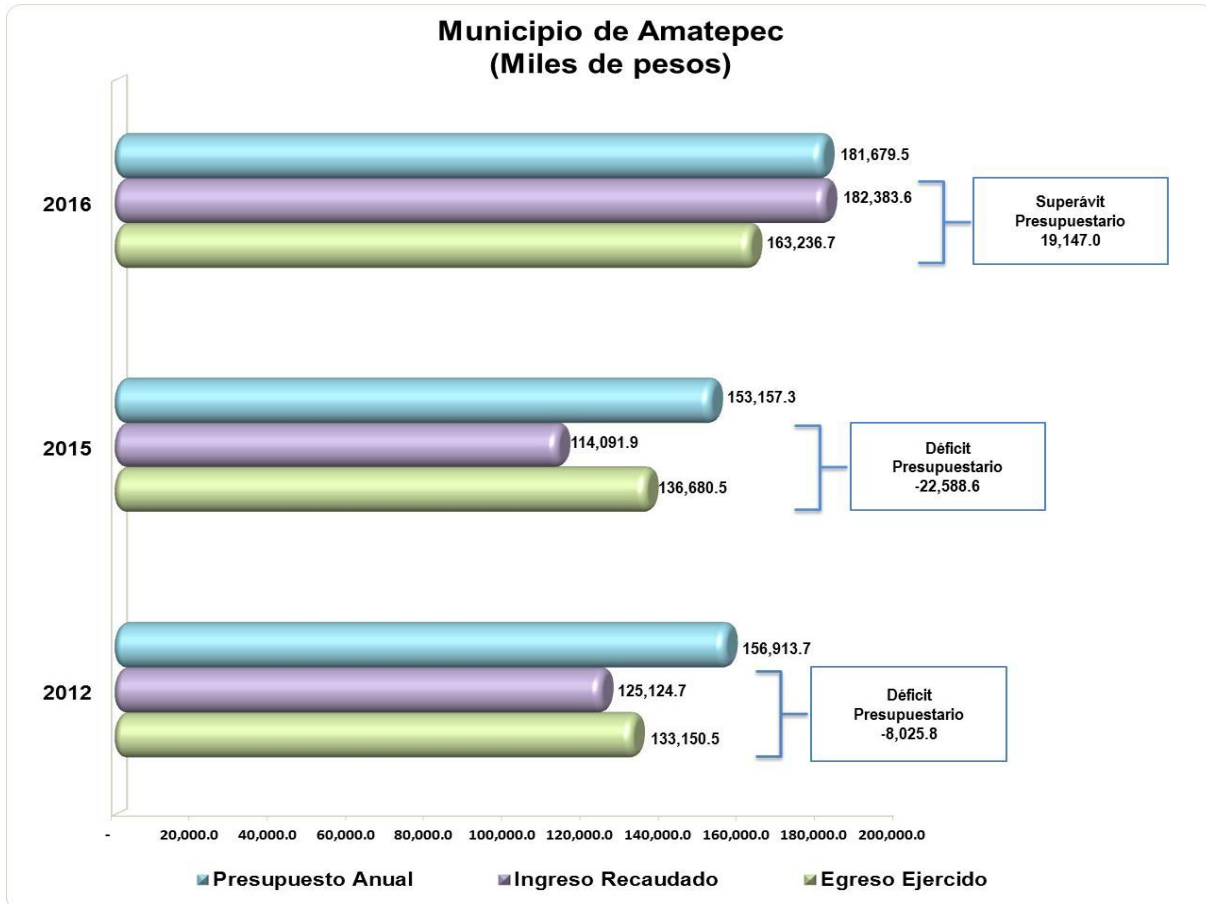 Municipio de Amatepec
(Miles de pesos)
2016
181,679.5
182,383.6
163,236.7
Superávit
Presupuestario
19,147.0
2015
153,157.3
114,091.9
136,680.5
Déficit
Presupuestario
-22,588.6
2012
156,913.7
125,124.7
133,150.5
Déficit
Presupuestario
-8,025.8
- 20,000.0 40,000.0 60,000.0 80,000.0 100,000.0 120,000.0 140,000.0 160,000.0 180,000.0 200,000.0
Presupuesto Anual Ingreso Recaudado Egreso Ejercido